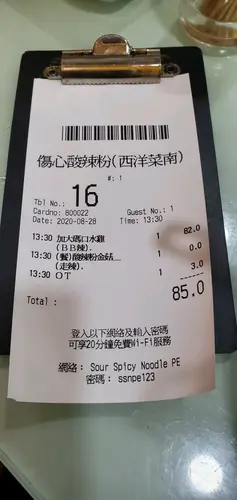 傷心酸辣粉(西洋菜南)
#: 1
Tbl No.: 16
Cardno: 800022 Guest No.: 1
Date: 2020-08-28 Time: 13:30
13:30 加大碼口水雞 1 82.0
(BB辣).
13:30 (餐)酸辣粉金菇 1 0.0
(走辣).
13:30 OT 1 3.0
Total : 85.0
登入以下網絡及輸入密碼
可享20分鐘免費Wi-Fi服務
網絡: Sour Spicy Noodle PE
密碼: ssnpe123